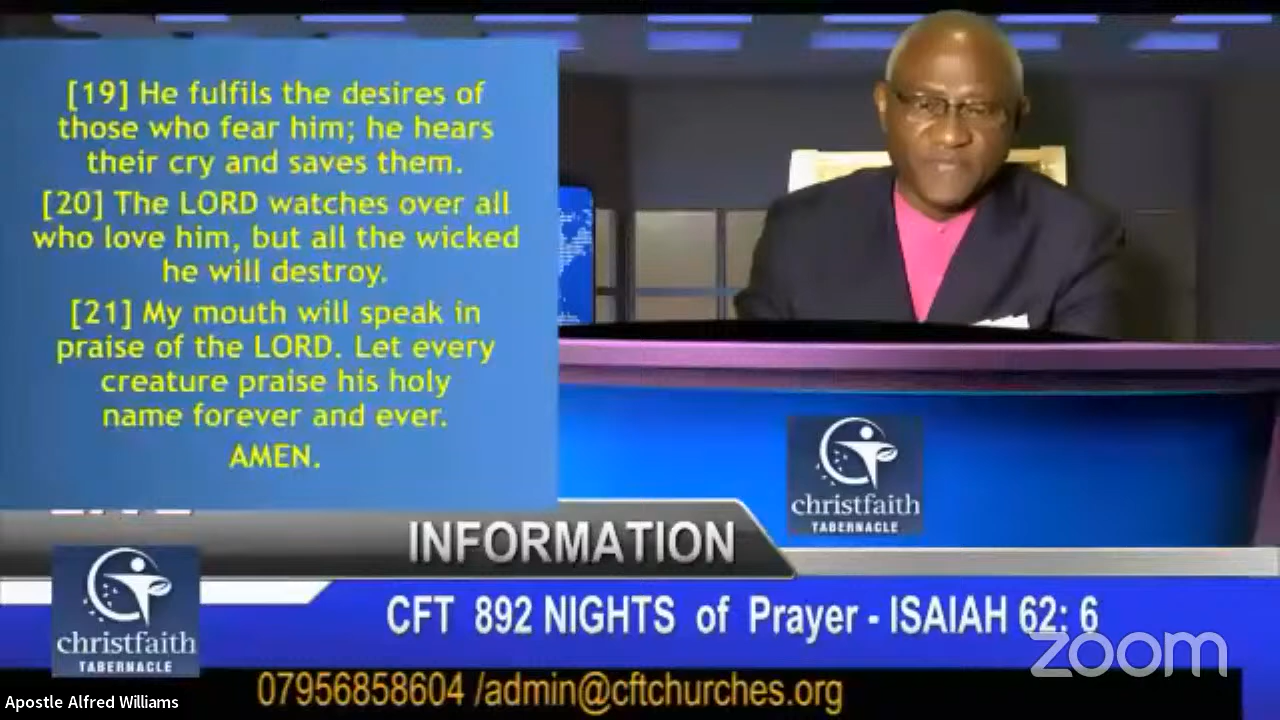 [19] He fulfils the desires of
those who fear him; he hears
their cry and saves them.
[20] The LORD watches over all
who love him, but all the wicked
he will destroy.
[21] My mouth will speak in
praise of the LORD. Let every
creature praise his holy
name forever and ever.
AMEN.
christfaith
TABERNACLE
INFORMATION
christfaith
TABERNACLE
CFT 892 NIGHTS of Prayer - ISAIAH 62: 6
zoom
07956858604 /admin@cftchurches.org
Apostle Alfred Williams